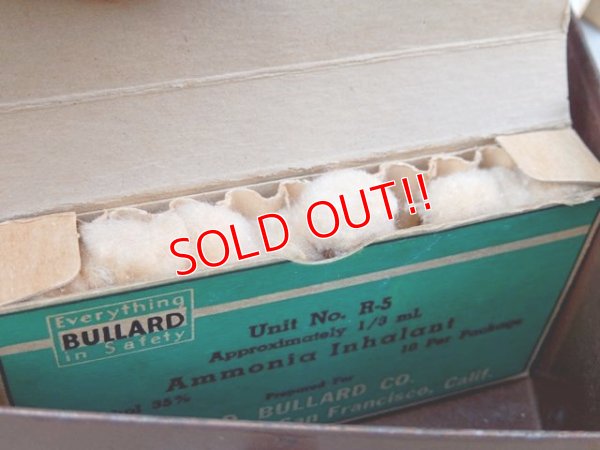 SOLD OUT!!
Everything
BULLARD
in Safety
Unit No. R-5
Approximately 1/3 mL
Ammonia Inhalant
10 Per Package
35%
Prepared For
D. BULLARD CO.
San Francisco, Calif.